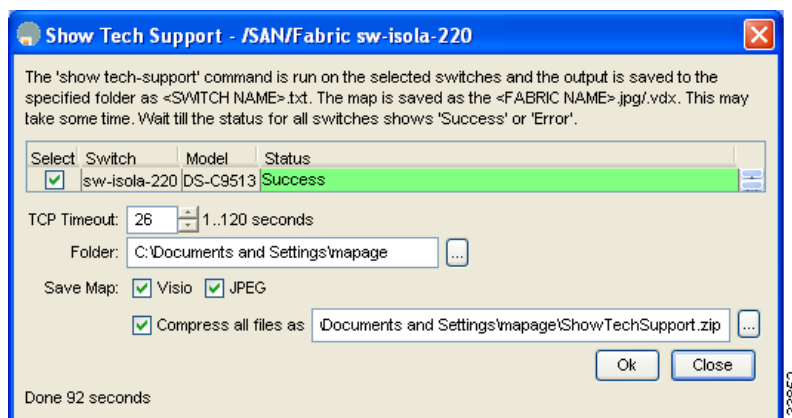 Show Tech Support - /SAN/Fabric sw-isola-220
The 'show tech-support' command is run on the selected switches and the output is saved to the
specified folder as <SWITCH NAME>.txt. The map is saved as the <FABRIC NAME>.jpg/.vdx. This may
take some time. Wait till the status for all switches shows 'Success' or 'Error'.
Select Switch Model Status
sw-isola-220 DS-C9513 Success
TCP Timeout: 26 1..120 seconds
Folder: C:\Documents and Settings\mapage ...
Save Map: Visio JPEG
Compress all files as \Documents and Settings\mapage\ShowTechSupport.zip ...
Ok Close
Done 92 seconds